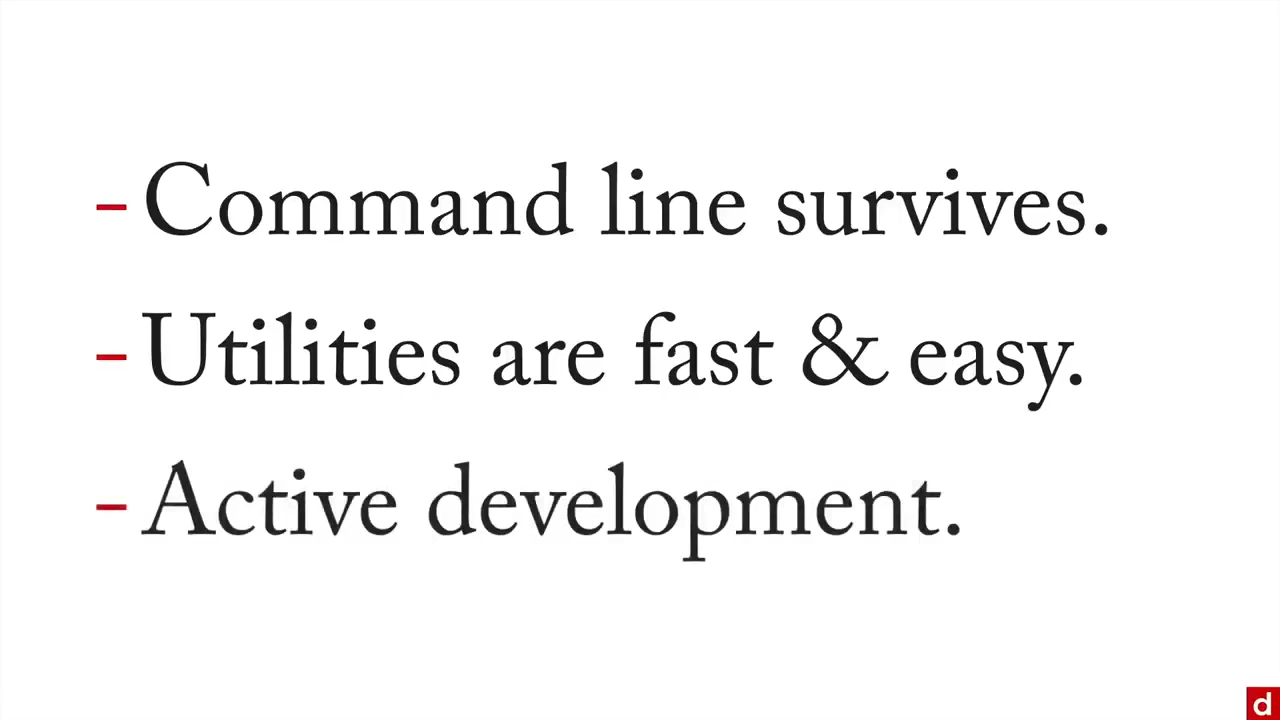 - Command line survives.
- Utilities are fast & easy.
- Active development.
d